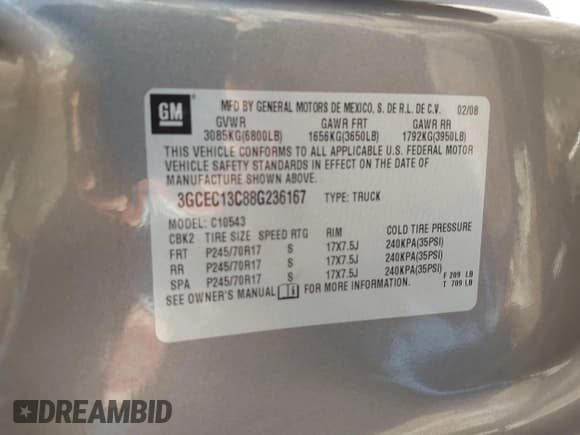 GM
MFD BY GENERAL MOTORS DE MEXICO, S. DE R.L. DE C.V. 02/08
GVWR GAWR FRT GAWR RR
3085KG(6800LB) 1656KG(3650LB) 1792KG(3950LB)
THIS VEHICLE CONFORMS TO ALL APPLICABLE U.S. FEDERAL MOTOR
VEHICLE SAFETY STANDARDS IN EFFECT ON THE DATE OF
MANUFACTURE SHOWN ABOVE.
3GCEC13C88G236167 TYPE: TRUCK
MODEL: C10543
CBK2 TIRE SIZE SPEED RTG RIM COLD TIRE PRESSURE
FRT P245/70R17 S 17X7.5J 240KPA(35PSI)
RR P245/70R17 S 17X7.5J 240KPA(35PSI)
SPA P245/70R17 S 17X7.5J 240KPA(35PSI)
F 209 LB
T 709 LB
SEE OWNER'S MANUAL FOR MORE INFORMATION.
DREAMBID